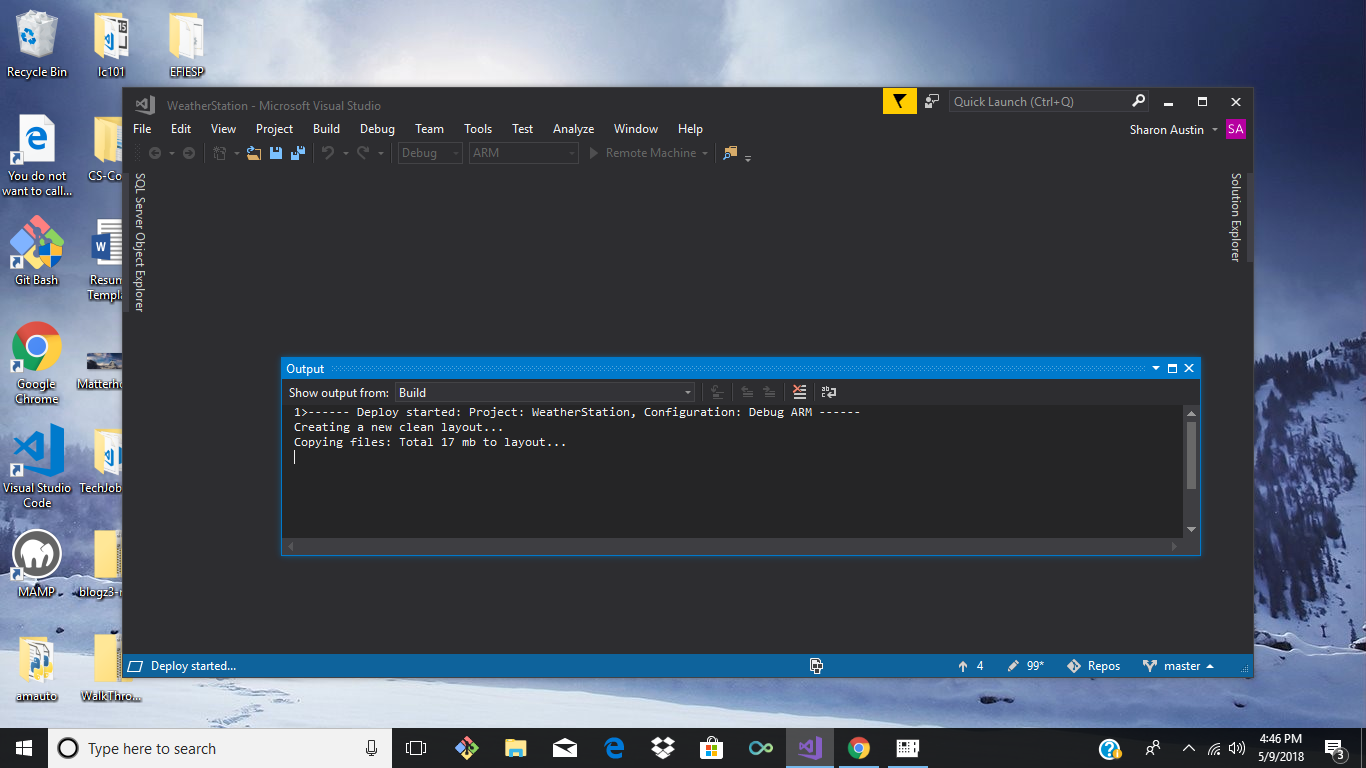 Recycle Bin
lc101
EFIESP
You do not
want to call...
CS-Co
Git Bash
Resun
Templa
Google
Chrome
Matterho
Visual Studio
Code
TechJob
MAMP
blogz3-
amauto
WalkThro...
WeatherStation - Microsoft Visual Studio
Quick Launch (Ctrl+Q)
File Edit View Project Build Debug Team Tools Test Analyze Window Help
Sharon Austin SA
Debug ARM Remote Machine
SQL Server Object Explorer
Solution Explorer
Output
Show output from: Build
1>------ Deploy started: Project: WeatherStation, Configuration: Debug ARM ------
Creating a new clean layout...
Copying files: Total 17 mb to layout...
Deploy started...
4 99* Repos master
Type here to search
4:46 PM
5/9/2018
3